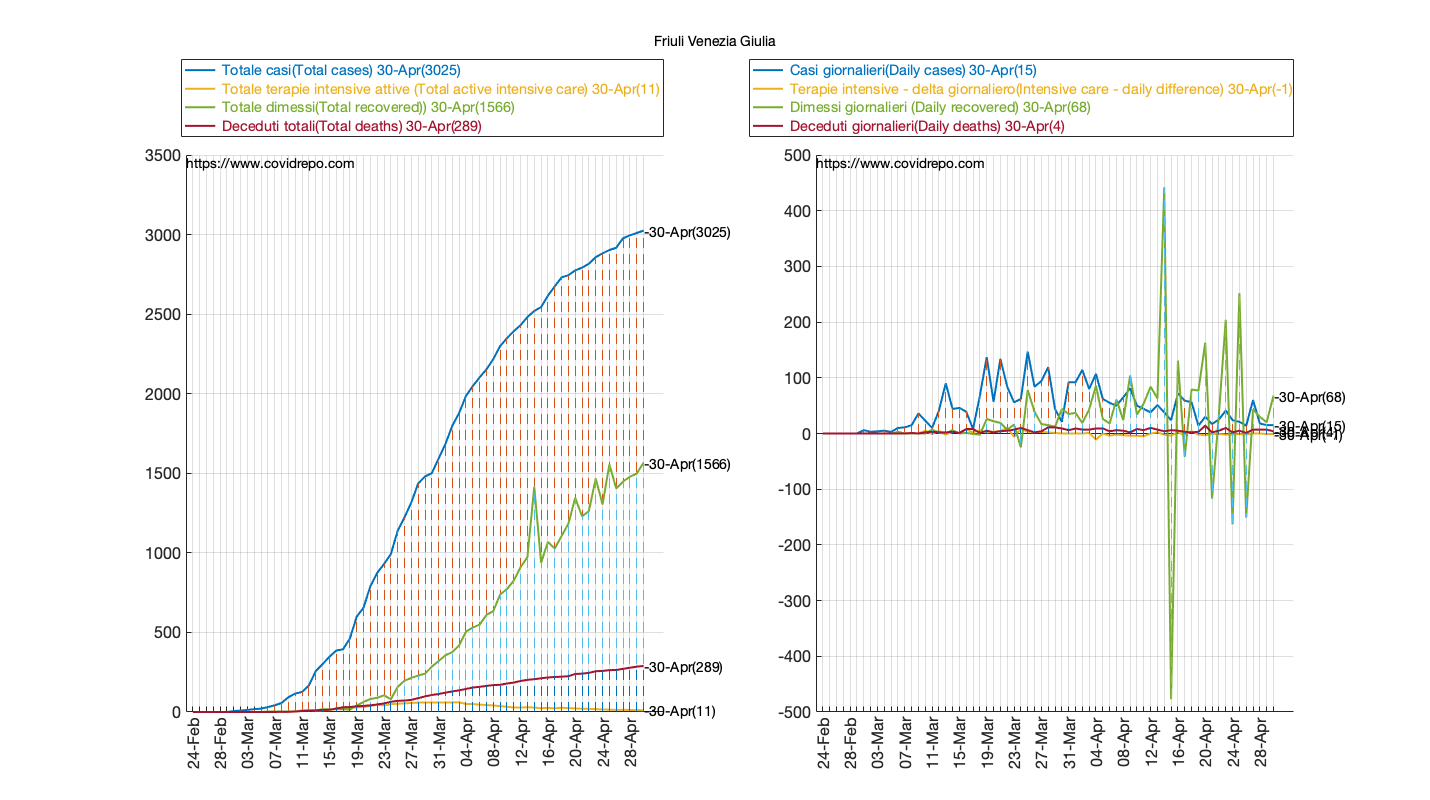 Friuli Venezia Giulia
Totale casi(Total cases) 30-Apr(3025)
Totale terapie intensive attive (Total active intensive care) 30-Apr(11)
Totale dimessi(Total recovered)) 30-Apr(1566)
Deceduti totali(Total deaths) 30-Apr(289)
https://www.covidrepo.com
3500
3000
2500
2000
1500
1000
500
0
-30-Apr(3025)
-30-Apr(1566)
-30-Apr(289)
-30-Apr(11)
24-Feb
28-Feb
03-Mar
07-Mar
11-Mar
15-Mar
19-Mar
23-Mar
27-Mar
31-Mar
04-Apr
08-Apr
12-Apr
16-Apr
20-Apr
24-Apr
28-Apr
Casi giornalieri(Daily cases) 30-Apr(15)
Terapie intensive - delta giornaliero(Intensive care - daily difference) 30-Apr(-1)
Dimessi giornalieri (Daily recovered) 30-Apr(68)
Deceduti giornalieri(Daily deaths) 30-Apr(4)
https://www.covidrepo.com
500
400
300
200
100
0
-100
-200
-300
-400
-500
-30-Apr(68)
-30-Apr(15)
-30-Apr(4)
-30-Apr(-1)
24-Feb
28-Feb
03-Mar
07-Mar
11-Mar
15-Mar
19-Mar
23-Mar
27-Mar
31-Mar
04-Apr
08-Apr
12-Apr
16-Apr
20-Apr
24-Apr
28-Apr